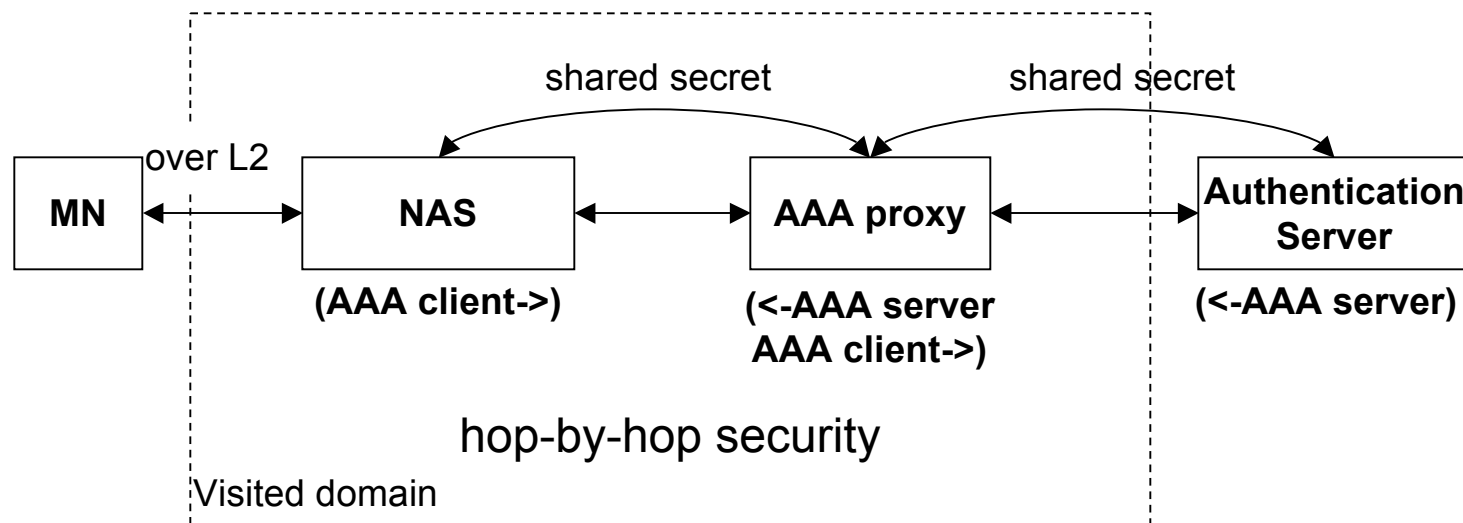 shared secret
shared secret
over L2
MN
NAS
AAA proxy
Authentication
Server
(AAA client->)
(<-AAA server
AAA client->)
(<-AAA server)
hop-by-hop security
Visited domain